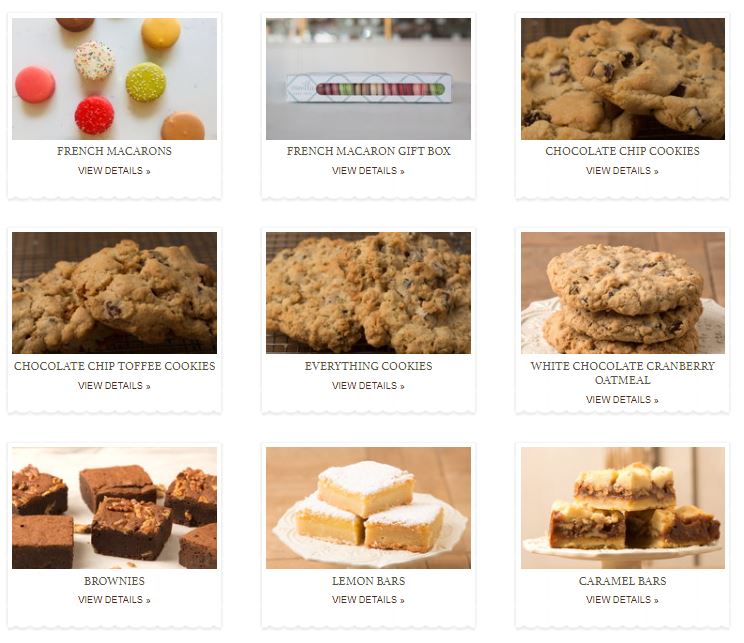 FRENCH MACARONS
VIEW DETAILS »
FRENCH MACARON GIFT BOX
VIEW DETAILS »
CHOCOLATE CHIP COOKIES
VIEW DETAILS »
CHOCOLATE CHIP TOFFEE COOKIES
VIEW DETAILS »
EVERYTHING COOKIES
VIEW DETAILS »
WHITE CHOCOLATE CRANBERRY
OATMEAL
VIEW DETAILS »
BROWNIES
VIEW DETAILS »
LEMON BARS
VIEW DETAILS »
CARAMEL BARS
VIEW DETAILS »